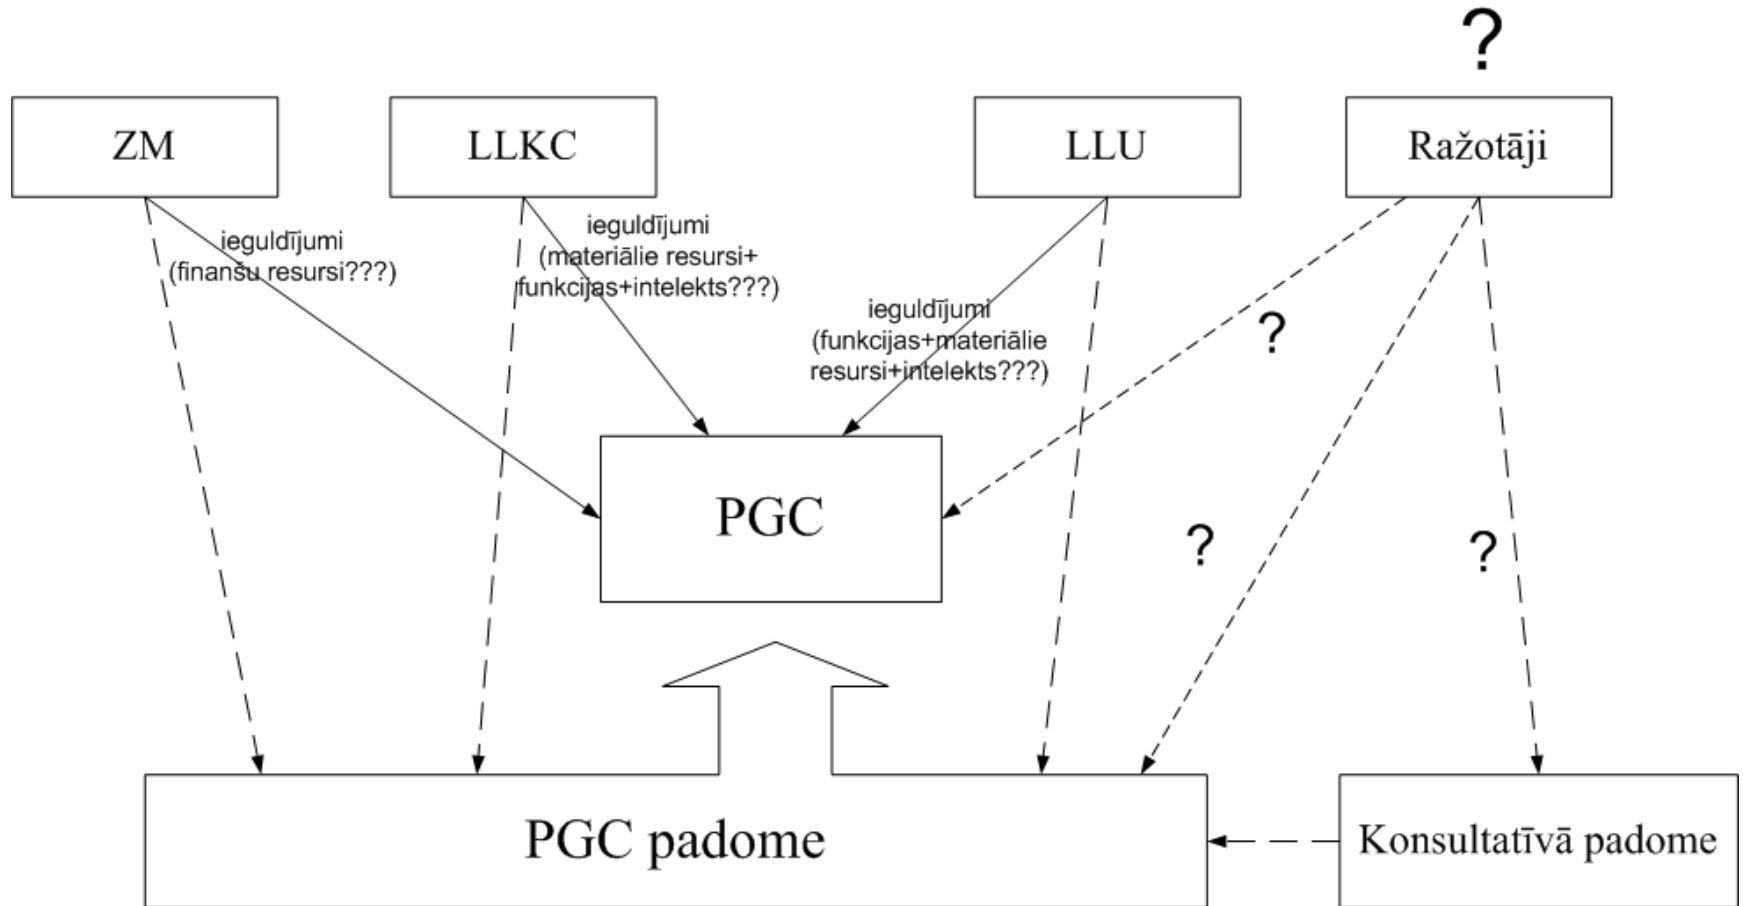 ?
ZM
LLKC
LLU
Ražotāji
ieguldījumi
(finanšu resursi???)
ieguldījumi
(materiālie resursi+
funkcijas+intelekts???)
ieguldījumi
(funkcijas+materiālie
resursi+intelekts???)
?
PGC
?
?
PGC padome
Konsultatīvā padome